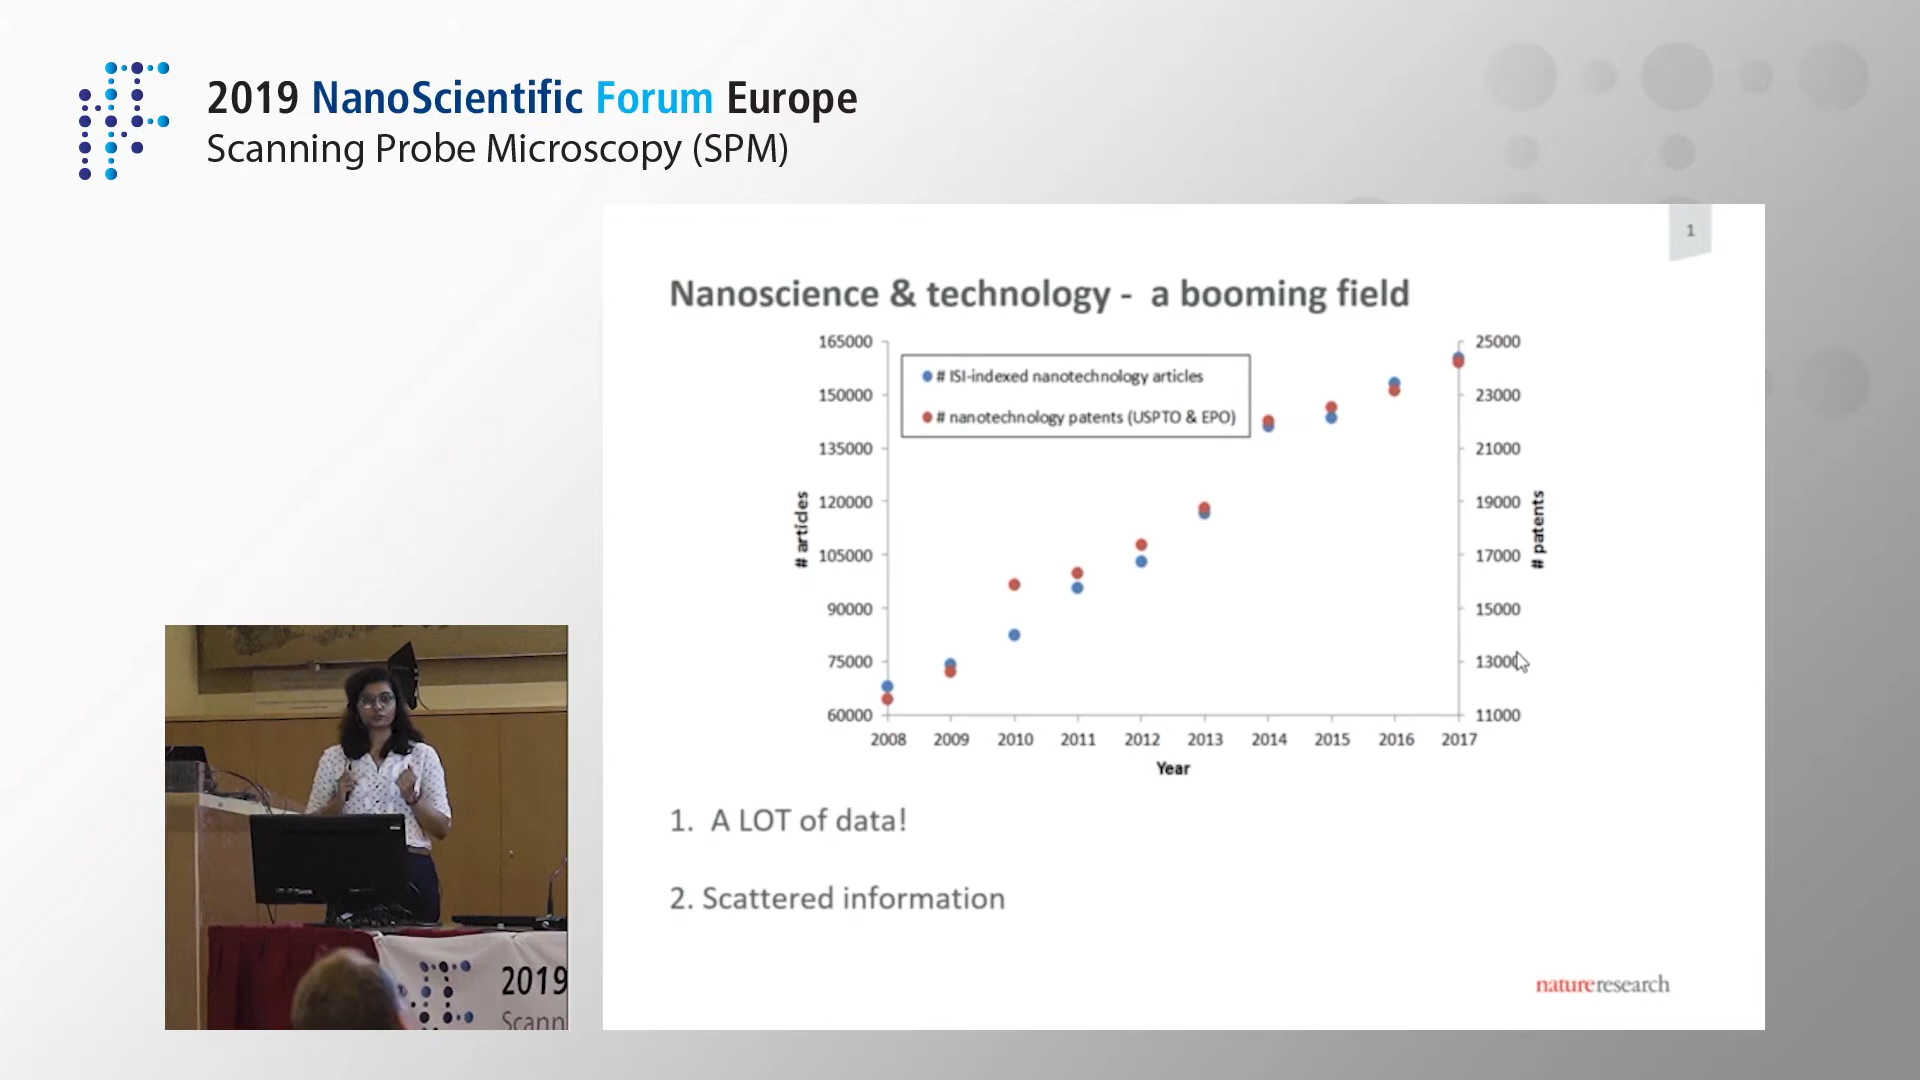 2019 NanoScientific Forum Europe
Scanning Probe Microscopy (SPM)
1
Nanoscience & technology - a booming field
165000
150000
135000
120000
105000
90000
75000
60000
# articles
# ISI-indexed nanotechnology articles
# nanotechnology patents (USPTO & EPO)
25000
23000
21000
19000
17000
15000
13000
11000
# patents
2008 2009 2010 2011 2012 2013 2014 2015 2016 2017
Year
1. A LOT of data!
2. Scattered information
natureresearch
2019
Scann